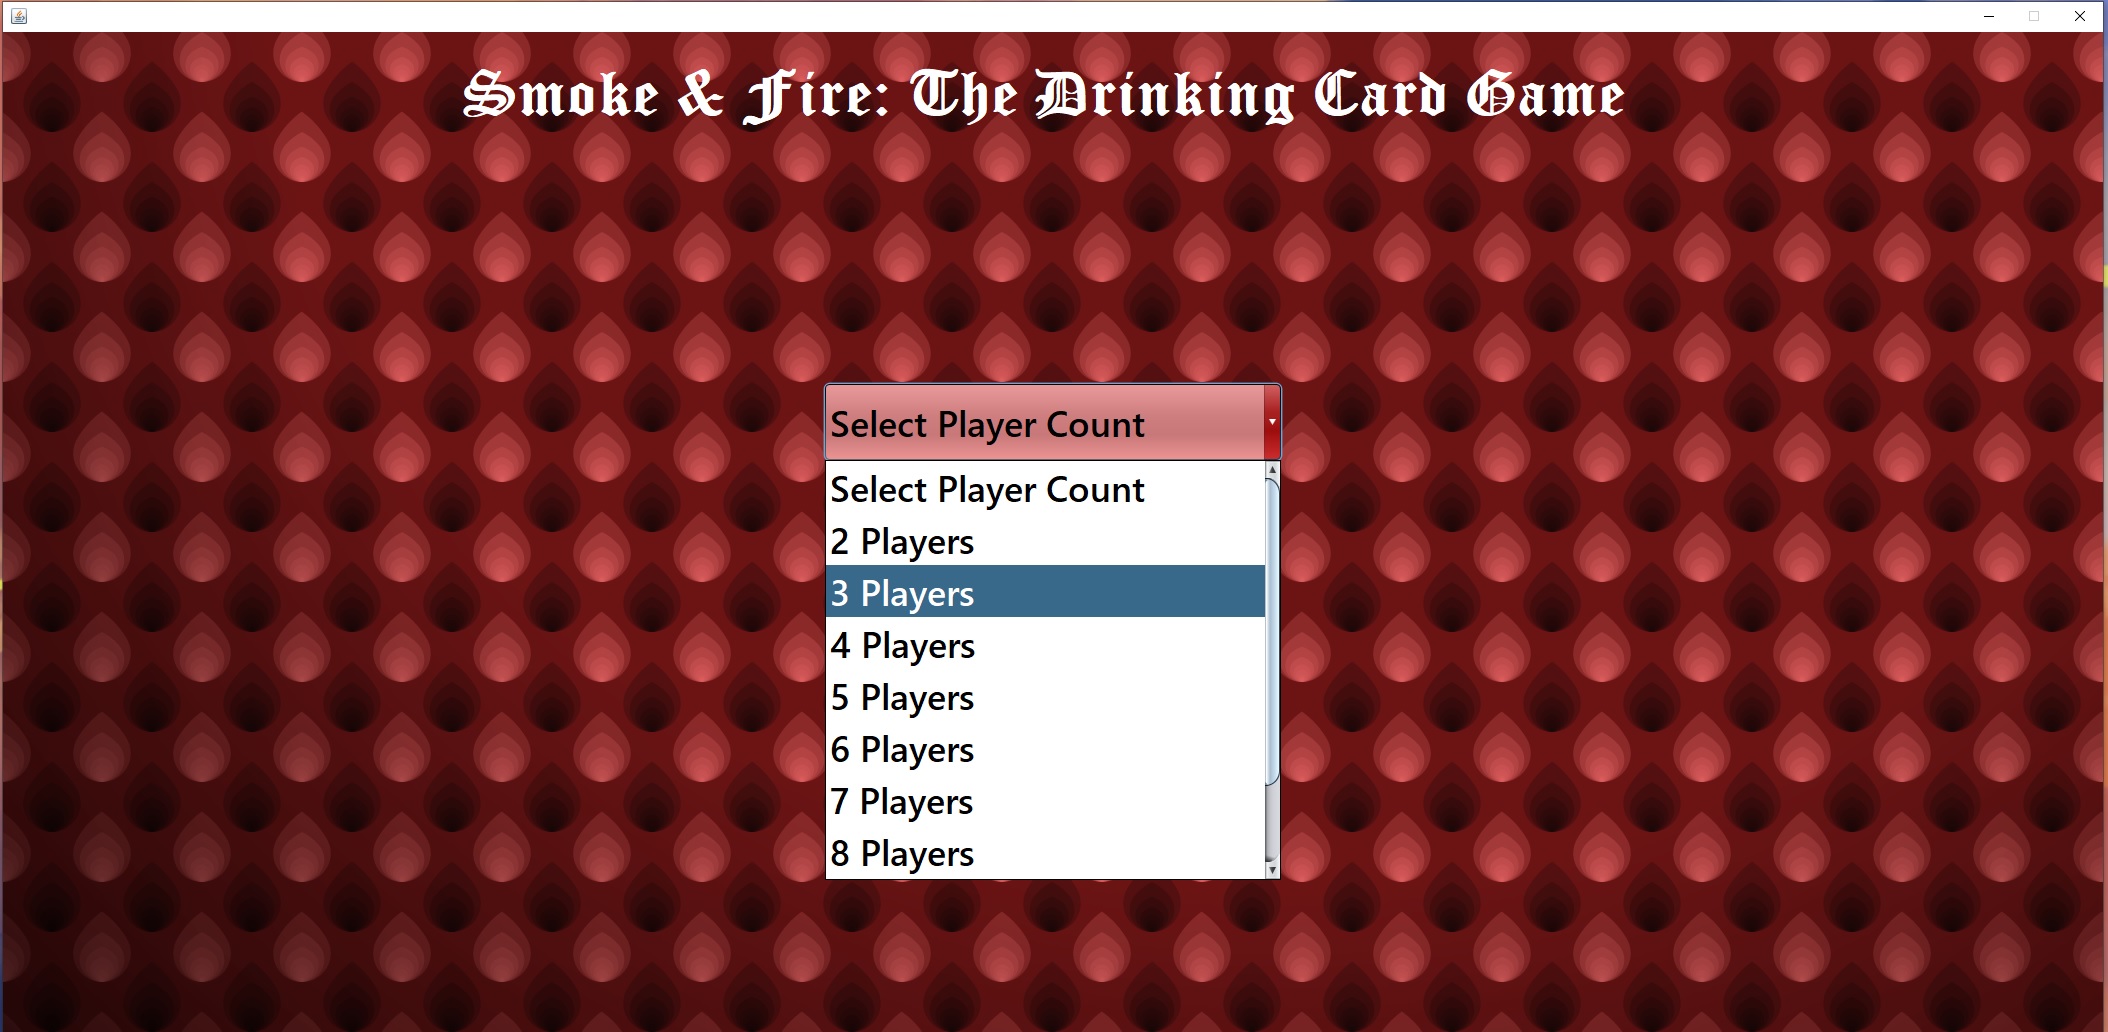 Smoke & Fire: The Drinking Card Game
Select Player Count
Select Player Count
2 Players
3 Players
4 Players
5 Players
6 Players
7 Players
8 Players